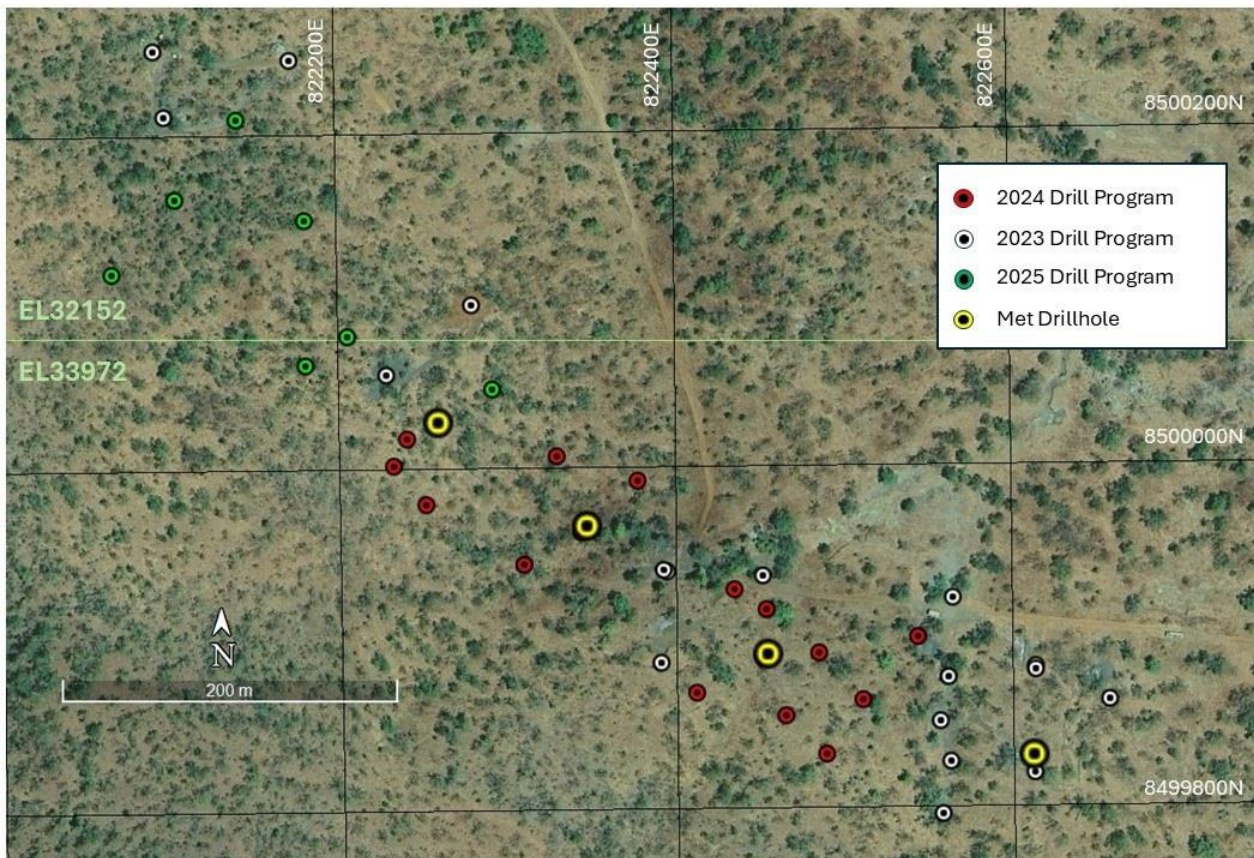 822200E
822400E
822600E
8500200N
2024 Drill Program
2023 Drill Program
2025 Drill Program
Met Drillhole
EL32152
EL33972
8500000N
N
200 m
8499800N